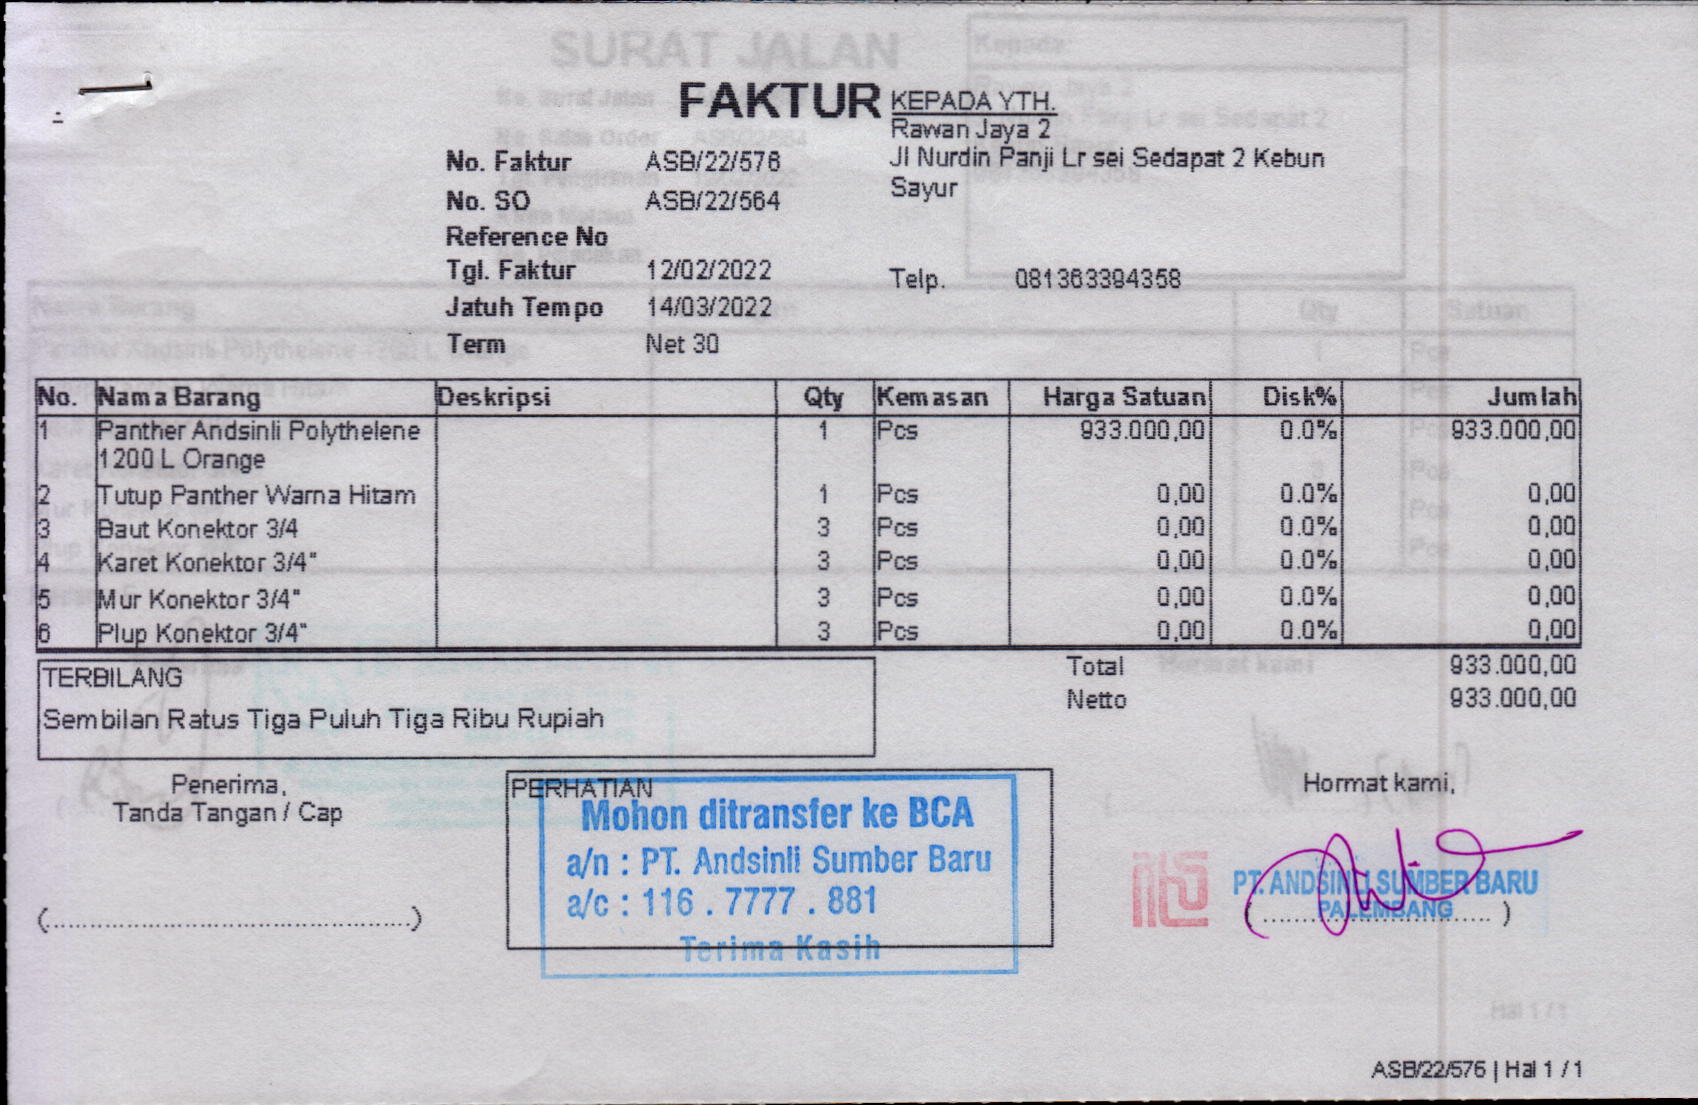 FAKTUR
KEPADA YTH.
Rawan Jaya 2
Jl Nurdin Panji Lr sei Sedapat 2 Kebun
Sayur
No. Faktur ASB/22/576
No. SO ASB/22/564
Reference No
Tgl. Faktur 12/02/2022
Telp. 081363394358
Jatuh Tempo 14/03/2022
Term Net 30
No. Nama Barang Deskripsi Qty Kemasan Harga Satuan Disk% Jumlah
1 Panther Andsinli Polythelene 1 Pcs 933.000,00 0.0% 933.000,00
1200 L Orange
2 Tutup Panther Warna Hitam 1 Pcs 0,00 0.0% 0,00
3 Baut Konektor 3/4 3 Pcs 0,00 0.0% 0,00
4 Karet Konektor 3/4" 3 Pcs 0,00 0.0% 0,00
5 Mur Konektor 3/4" 3 Pcs 0,00 0.0% 0,00
6 Plup Konektor 3/4" 3 Pcs 0,00 0.0% 0,00
TERBILANG
Sembilan Ratus Tiga Puluh Tiga Ribu Rupiah
Total 933.000,00
Netto 933.000,00
Penerima,
Tanda Tangan / Cap
(............................................)
PERHATIAN
Mohon ditransfer ke BCA
a/n : PT. Andsinli Sumber Baru
a/c : 116 . 7777 . 881
Terima Kasih
Hormat kami,
PT. ANDSINLI SUMBER BARU
PALEMBANG
(............................)
ASB/22/576 | Hal 1 / 1
SURAT JALAN
Kepada:
Hal 1 / 1